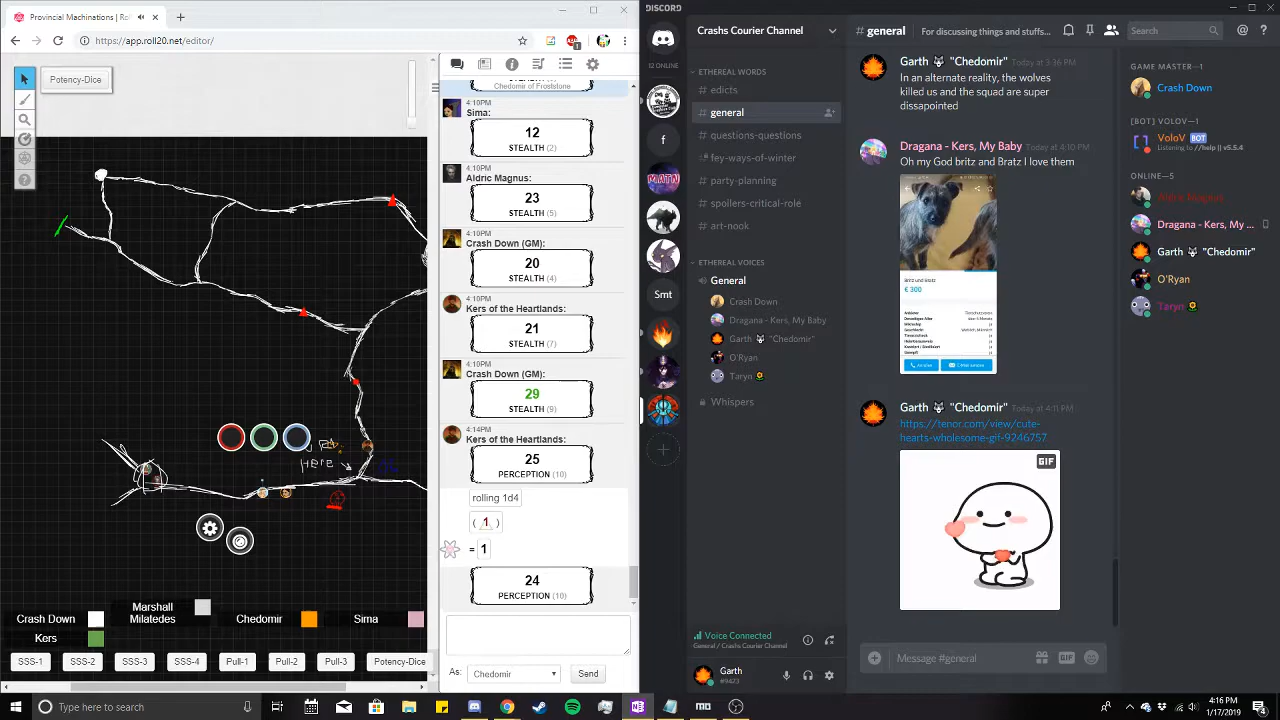 Provincial Machinations | Roll20
https://app.roll20.net/editor/
Potency-Dice
Here
Crash Down
Marshall
Milatedes
Chedomir
Sima
Kers
SSS-1
SSS-2
SSS-3
SSS-4
Pull-1
Pull-2
Pull-3
Potency-Dice
Chedomir of Froststone
4:10PM
Sima:
12
STEALTH (2)
4:10PM
Aldric Magnus:
23
STEALTH (5)
4:10PM
Crash Down (GM):
20
STEALTH (4)
4:10PM
Kers of the Heartlands:
21
STEALTH (7)
4:10PM
Crash Down (GM):
29
STEALTH (9)
4:14PM
Kers of the Heartlands:
25
PERCEPTION (10)
rolling 1d4
( 1 )
= 1
24
PERCEPTION (10)
As:
Chedomir
Send
DISCORD
12 ONLINE
f
Smt
Crashs Courier Channel
ETHEREAL WORDS
# edicts
# general
# questions-questions
fey-ways-of-winter
# party-planning
# spoilers-critical-role
# art-nook
ETHEREAL VOICES
General
Crash Down
Dragana - Kers, My Baby
Garth "Chedomir"
O'Ryan
Taryn
Whispers
Voice Connected
General / Crashs Courier Channel
Garth
#9423
# general
For discussing things and stuffs...
Search
Garth "Chedomir" Today at 3:36 PM
In an alternate reality, the wolves
killed us and the squad are super
dissapointed
Dragana - Kers, My Baby Today at 4:10 PM
Oh my God britz and Bratz I love them
Britz und Bratz
€ 300
Garth "Chedomir" Today at 4:11 PM
https://tenor.com/view/cute-
hearts-wholesome-gif-9246757
GIF
Message #general
GIF
GAME MASTER—1
Crash Down
[BOT] VOLOV—1
VoloV BOT
Listening to //help || v5.5.4
ONLINE—5
Aldric Magnus
Dragana - Kers, My ...
Garth "Chedomir"
O'Ryan
Taryn
Type here to search
4:16 PM
1/17/2019